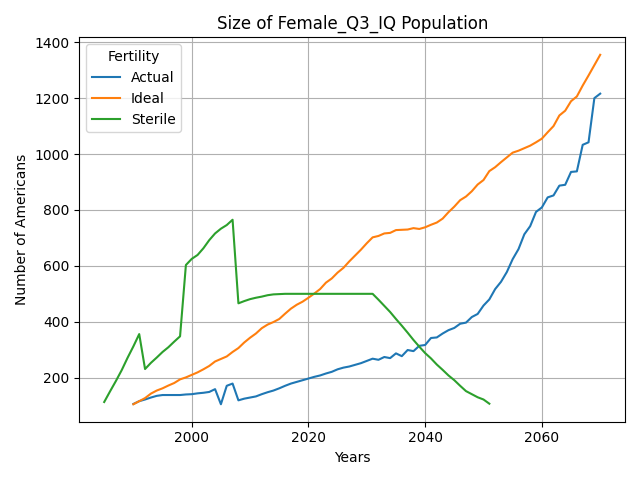 Size of Female_Q3_IQ Population
Fertility
Actual
Ideal
Sterile
Number of Americans
1400
1200
1000
800
600
400
200
2000
2020
2040
2060
Years